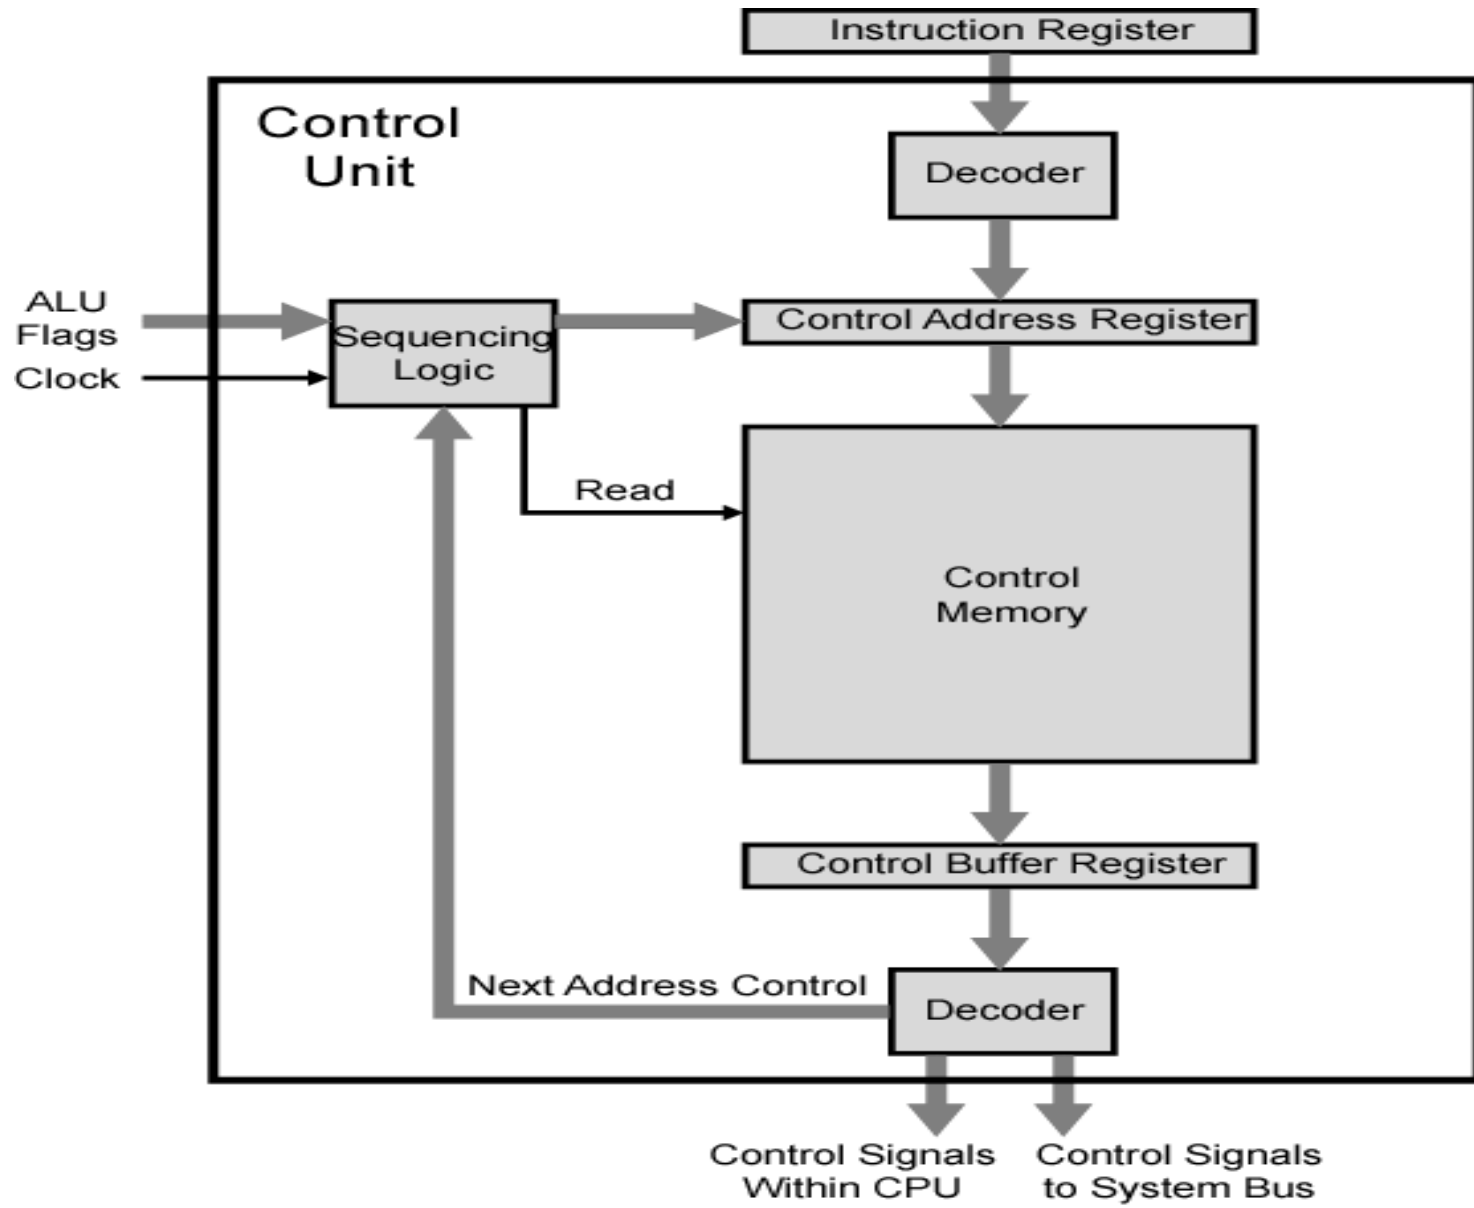 Instruction Register
Control
Unit
Decoder
ALU
Flags
Clock
Sequencing
Logic
Control Address Register
Read
Control
Memory
Control Buffer Register
Next Address Control
Decoder
Control Signals
Within CPU
Control Signals
to System Bus